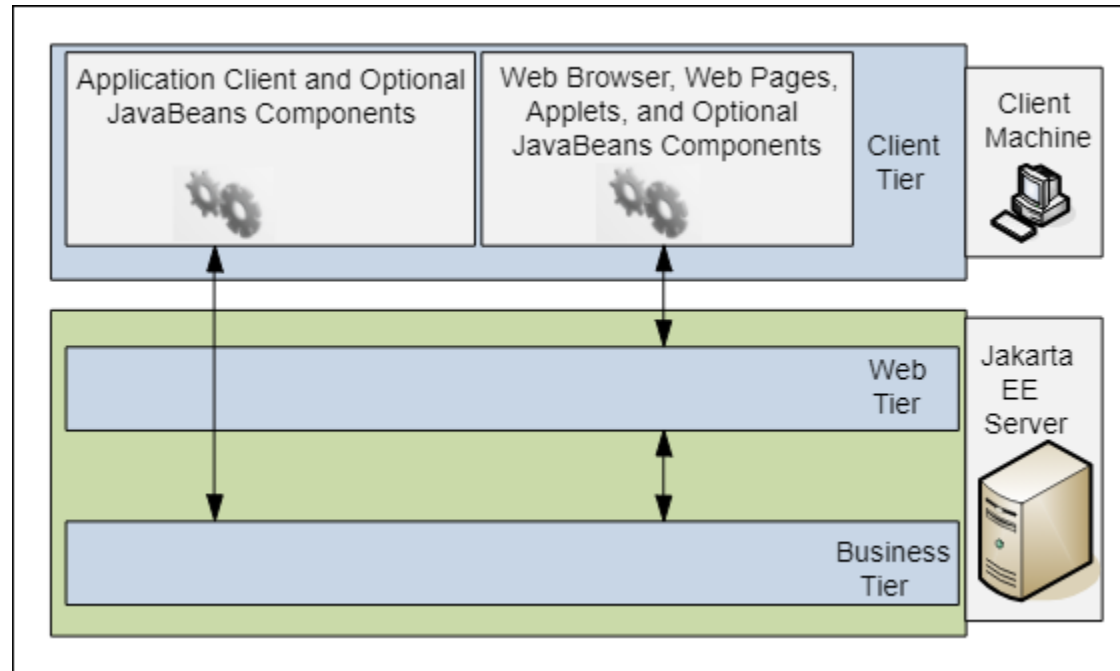 Application Client and Optional
JavaBeans Components
Web Browser, Web Pages,
Applets, and Optional
JavaBeans Components
Client
Tier
Client
Machine
Web
Tier
Jakarta
EE
Server
Business
Tier